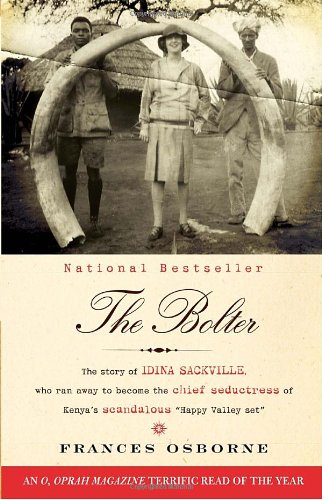 National Bestseller
The Bolter
The story of IDINA SACKVILLE,
who ran away to become the chief seductress of
Kenya's scandalous "Happy Valley set"
FRANCES OSBORNE
AN O, OPRAH MAGAZINE TERRIFIC READ OF THE YEAR